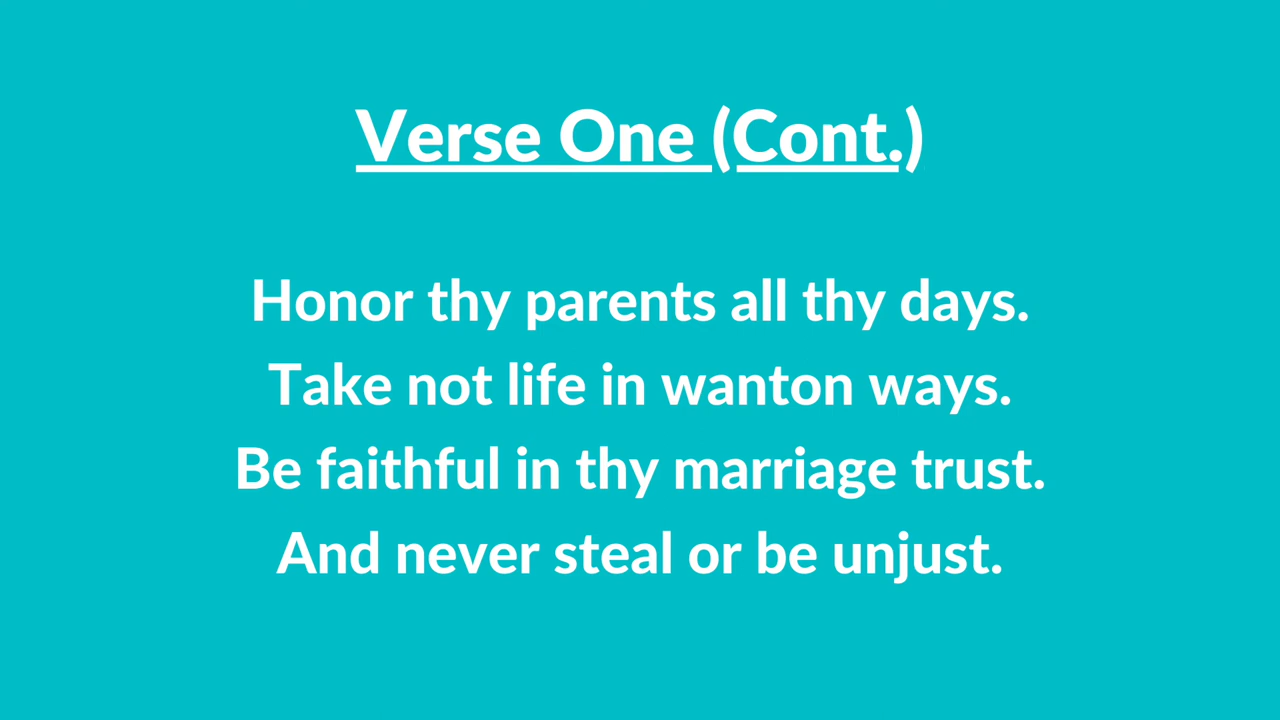 Verse One (Cont.)
Honor thy parents all thy days.
Take not life in wanton ways.
Be faithful in thy marriage trust.
And never steal or be unjust.